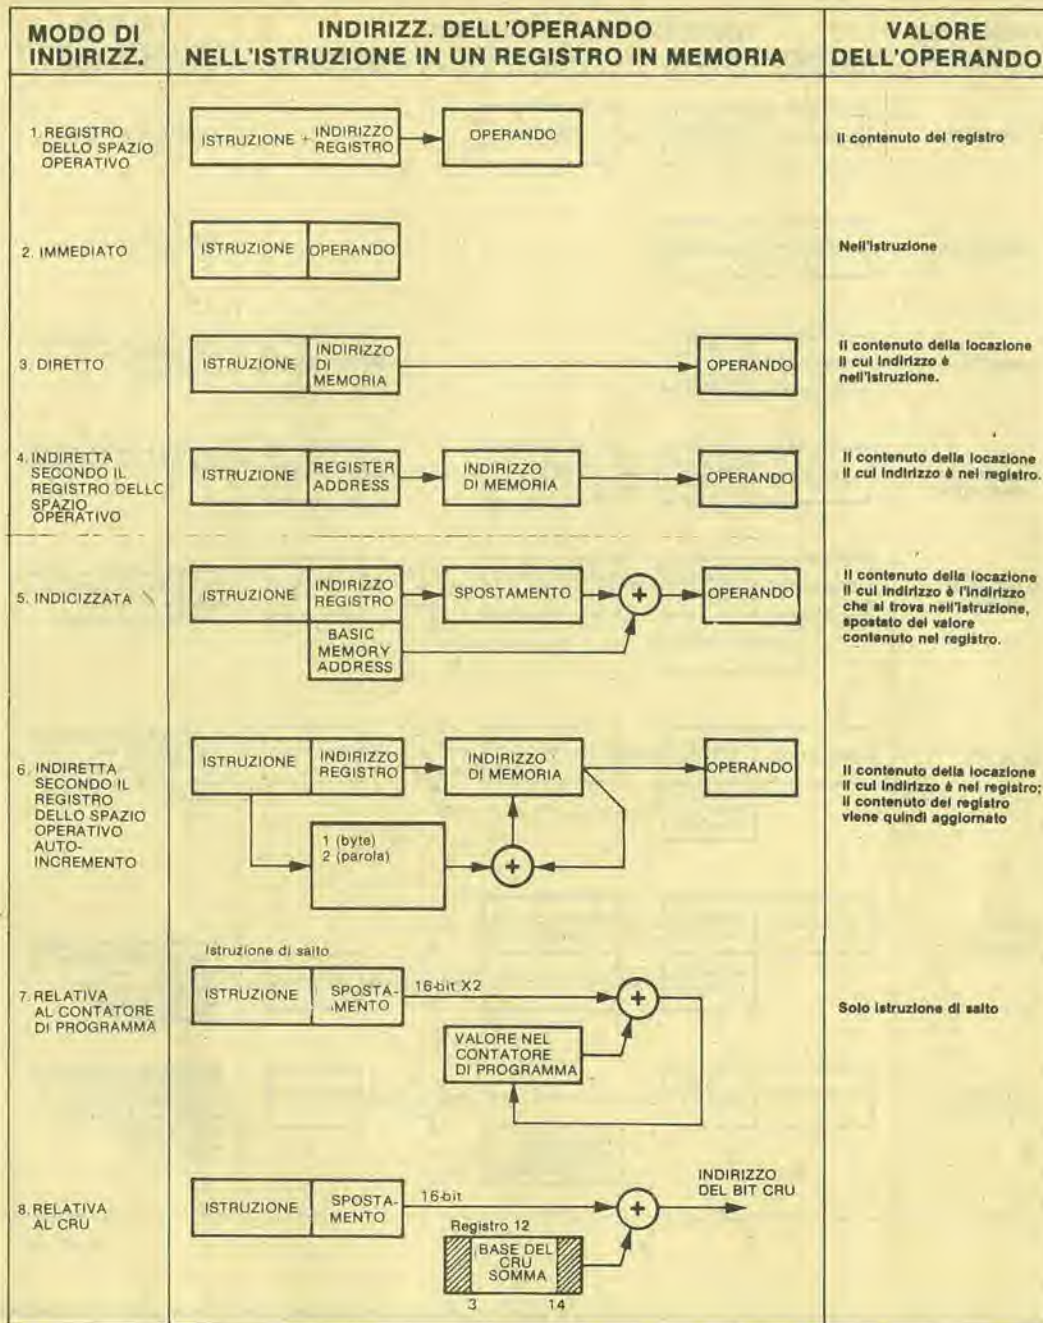 MODO DI
INDIRIZZ.
INDIRIZZ. DELL'OPERANDO
NELL'ISTRUZIONE IN UN REGISTRO IN MEMORIA
VALORE
DELL'OPERANDO
1. REGISTRO
DELLO SPAZIO
OPERATIVO
ISTRUZIONE + INDIRIZZO
REGISTRO
OPERANDO
Il contenuto del registro
2. IMMEDIATO
ISTRUZIONE
OPERANDO
Nell'istruzione
3. DIRETTO
ISTRUZIONE
INDIRIZZO
DI
MEMORIA
OPERANDO
Il contenuto della locazione
il cui indirizzo è
nell'istruzione.
4. INDIRETTA
SECONDO IL
REGISTRO DELLO
SPAZIO
OPERATIVO
ISTRUZIONE
REGISTER
ADDRESS
INDIRIZZO
DI MEMORIA
OPERANDO
Il contenuto della locazione
il cui indirizzo è nel registro.
5. INDICIZZATA
ISTRUZIONE
INDIRIZZO
REGISTRO
SPOSTAMENTO
+
OPERANDO
BASIC
MEMORY
ADDRESS
Il contenuto della locazione
il cui indirizzo è l'indirizzo
che si trova nell'istruzione,
spostato del valore
contenuto nel registro.
6. INDIRETTA
SECONDO IL
REGISTRO
DELLO SPAZIO
OPERATIVO
AUTO-
INCREMENTO
ISTRUZIONE
INDIRIZZO
REGISTRO
INDIRIZZO
DI MEMORIA
OPERANDO
1 (byte)
2 (parola)
+
Il contenuto della locazione
il cui indirizzo è nel registro;
il contenuto del registro
viene quindi aggiornato
7. RELATIVA
AL CONTATORE
DI PROGRAMMA
Istruzione di salto
ISTRUZIONE
SPOSTA-
MENTO
16-bit X2
+
VALORE NEL
CONTATORE
DI PROGRAMMA
Solo istruzione di salto
8. RELATIVA
AL CRU
ISTRUZIONE
SPOSTA-
MENTO
16-bit
+
INDIRIZZO
DEL BIT CRU
Registro 12
BASE DEL
CRU
SOMMA
3
14